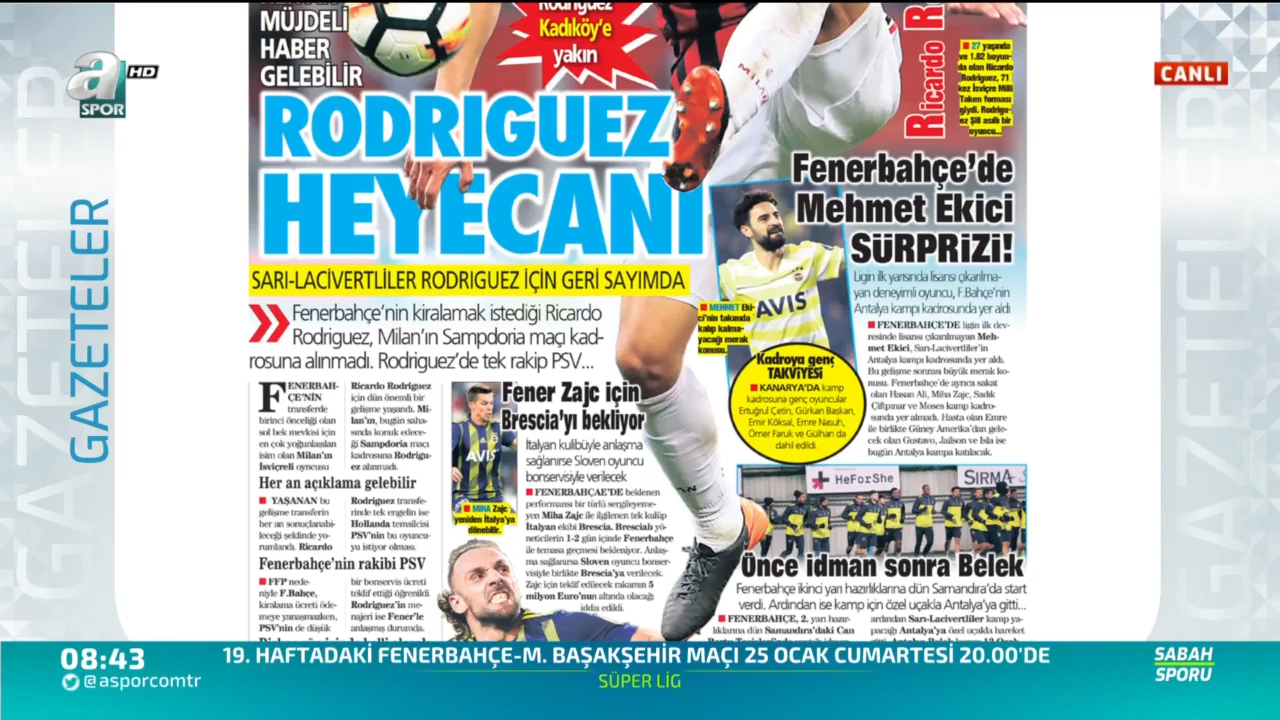 MÜJDELİ
HABER
GELEBİLİR
Rodriguez
Kadıköy'e
yakın
RODRIGUEZ
HEYECANI
SARI-LACİVERTLİLER RODRIGUEZ İÇİN GERİ SAYIMDA
Fenerbahçe'nin kiralamak istediği Ricardo
Rodriguez, Milan'ın Sampdoria maçı kad-
rosuna alınmadı. Rodriguez'de tek rakip PSV...
FENERBAH-
ÇE'NİN
transferde
birinci önceliği olan
sol bek mevkisi için
en çok yoğunlaşılan
isim olan Milan'ın
İsviçreli oyuncusu
Ricardo Rodriguez
için dün önemli bir
gelişme yaşandı. Mi-
lan'ın, bugün saha-
sında konuk edece-
ği Sampdoria maçı
kadrosuna Rodrigu-
ez alınmadı.
Her an açıklama gelebilir
YAŞANAN bu
gelişme transferin
her an sonuçlanabi-
leceği şeklinde yo-
rumlandı. Ricardo
Rodriguez transfe-
rinde tek engelin ise
Hollanda temsilcisi
PSV'nin bu oyuncu-
yu istiyor olması.
Fenerbahçe'nin rakibi PSV
FFP nede-
niyle F.Bahçe,
kiralama ücreti öde-
meye yanaşmazken,
PSV'nin de düşük
bir bonservis ücreti
teklif ettiği öğrenildi.
Rodriguez'in me-
najeri ise Fener'le
anlaşmış durumda.
Fener Zajc için
Brescia'yı bekliyor
İtalyan kulübüyle anlaşma
sağlanırsa Sloven oyuncu
bonservisiyle verilecek
FENERBAHÇAE'DE beklenen
performansı bir türlü sergileyeme-
yen Miha Zajc ile ilgilenen tek kulüp
İtalyan ekibi Brescia. Brescialı yö-
neticilerin 1-2 gün içinde Fenerbahçe
ile temasa geçmesi bekleniyor. Anlaş-
ma sağlanırsa Sloven oyuncu bonser-
visiyle birlikte Brescia'ya verilecek.
Zajc için teklif edilecek rakamın 5
milyon Euro'nun altında olacağı
iddia edildi.
MIHA Zajc
yeniden İtalya'ya
dönebilir.
MILAN
Ricardo R
27 yaşında
ve 1.82 boyun-
da olan Ricardo
Rodriguez, 71
kez İsviçre Milli
Takım forması
giydi. Rodrigu-
ez Şili asıllı bir
oyuncu...
Fenerbahçe'de
Mehmet Ekici
SÜRPRİZİ!
Ligin ilk yarısında lisansı çıkarılma-
yan deneyimli oyuncu, F.Bahçe'nin
Antalya kampı kadrosunda yer aldı
FENERBAHÇE'DE ligin ilk dev-
resinde lisansı çıkarılmayan Meh-
met Ekici, Sarı-Lacivertliler'in
Antalya kampı kadrosunda yer aldı.
Bu gelişme sonrası büyük merak ko-
nusu. Fenerbahçe'de ayrıca sakat
olan Hasan Ali, Miha Zajc, Sadık
Çiftpınar ve Moses kamp kadro-
sunda yer almadı. Hasta olan Emre
ile birlikte Güney Amerika'dan gele-
cek olan Gustavo, Jailson ve Isla ise
bugün Antalya kampa katılacak.
AVIS
MEHMET Eki-
ci'nin takımda
kalıp kalma-
yacağı merak
konusu.
Kadroya genç
TAKVİYESİ
KANARYA'DA kamp
kadrosuna genç oyuncular
Ertuğrul Çetin, Gürkan Başkan,
Emir Köksal, Emre Nasuh,
Ömer Faruk ve Gülhan da
dahil edildi.
HeForShe
SIRMA
Önce idman sonra Belek
Fenerbahçe ikinci yarı hazırlıklarına dün Samandıra'da start
verdi. Ardından ise kamp için özel uçakla Antalya'ya gitti...
FENERBAHÇE, 2. yarı hazır-
lıklarına dün Samandıra'daki Can
ardından Sarı-Lacivertliler kamp ya-
pacağı Antalya'ya özel uçakla hareket
a
SPOR
HD
CANLI
GAZETELER
GAZETELER
GAZETELER
08:43
@asporcomtr
19. HAFTADAKİ FENERBAHÇE-M. BAŞAKŞEHİR MAÇI 25 OCAK CUMARTESİ 20.00'DE
SÜPER LİG
SABAH
SPORU